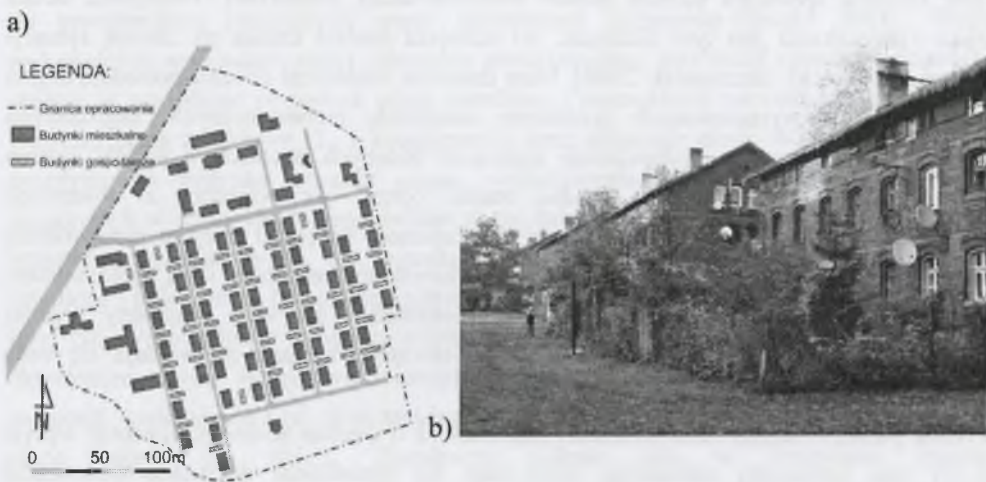 a)
LEGENDA:
Granica opracowania
Budynki mieszkalne
Budynki gospodarcze
N
0 50 100m
b)